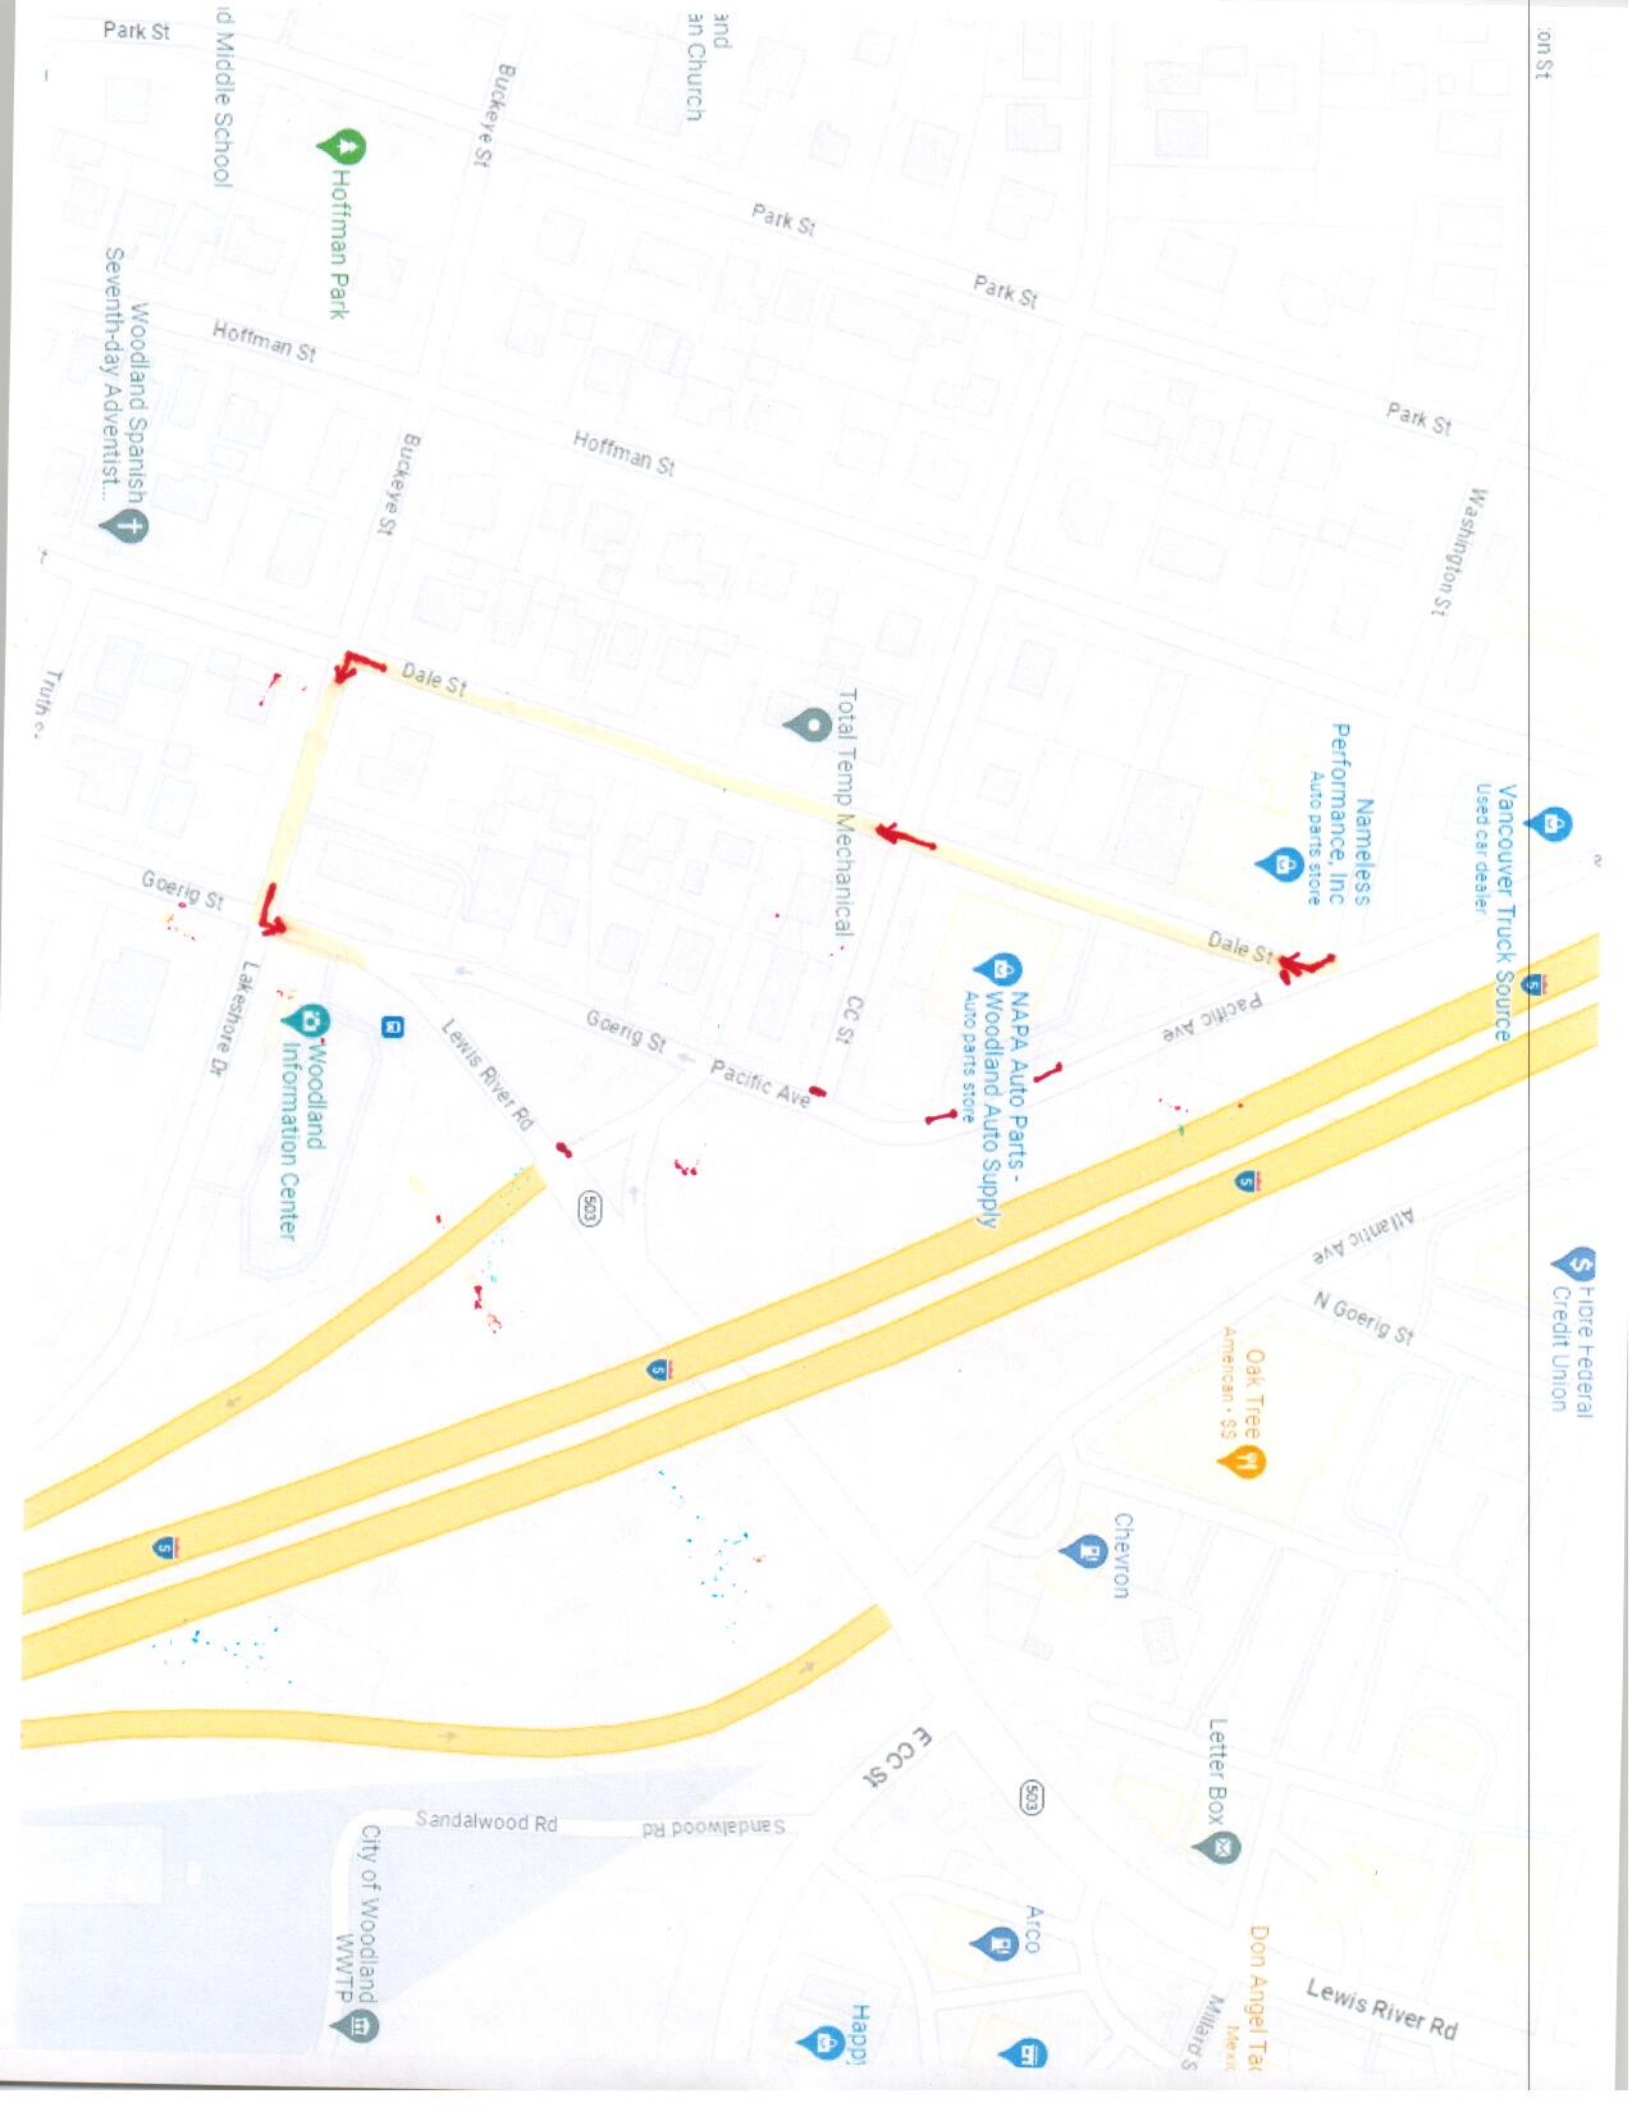 Park St
Buckeye St
Park St
Park St
Park St
Washington St
Hoffman Park
Hoffman St
Hoffman St
Woodland Spanish
Seventh-day Adventist...
Buckeye St
Middle School
an Church
Dale St
Total Temp Mechanical
Nameless
Performance, Inc
Auto parts store
Vancouver Truck Source
Used car dealer
5
Dale St
Pacific Ave
NAPA Auto Parts -
Woodland Auto Supply
Auto parts store
CC St
Goerig St
Goerig St
Pacific Ave
Lewis River Rd
Lakeshore Dr
Woodland
Information Center
503
5
Atlantic Ave
N Goerig St
Federal
Credit Union
Oak Tree
American · $$
5
Chevron
5
Letter Box
E CC St
503
Sandalwood Rd
Sandalwood Rd
City of Woodland
WWTP
Arco
Happy
Don Angel
Lewis River Rd